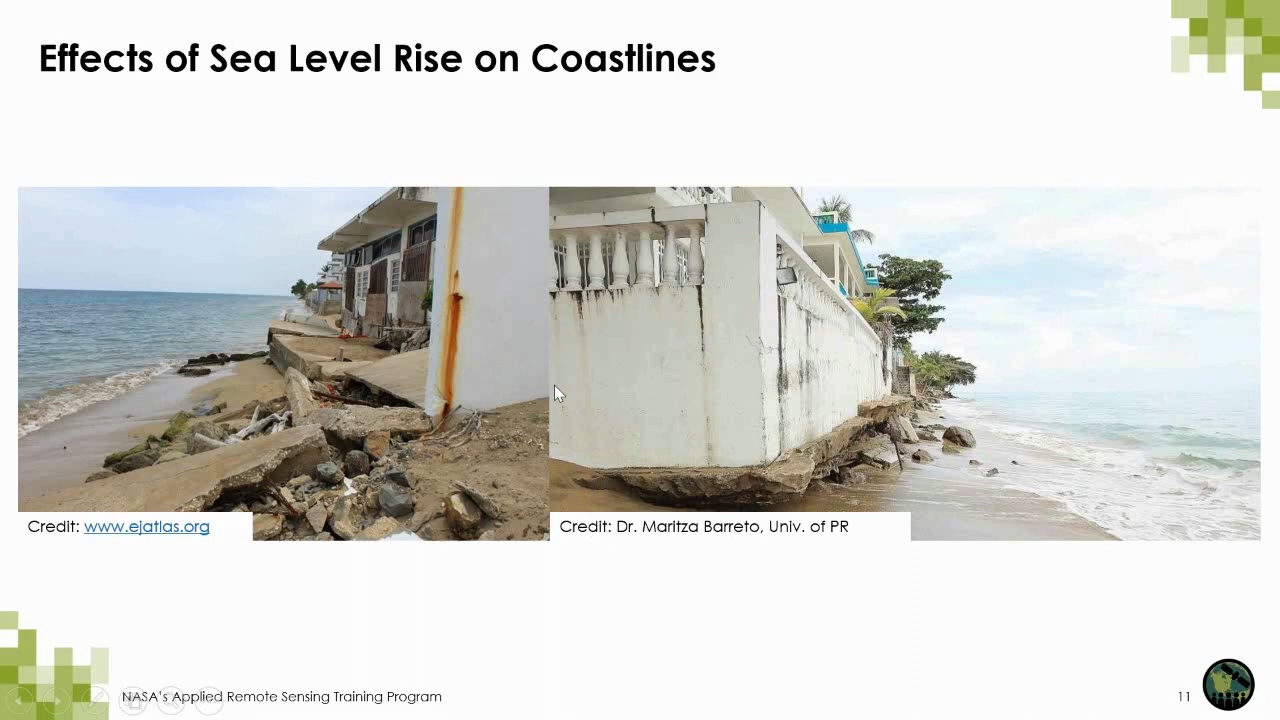 Effects of Sea Level Rise on Coastlines
Credit: www.ejatlas.org
Credit: Dr. Maritza Barreto, Univ. of PR
NASA's Applied Remote Sensing Training Program
11